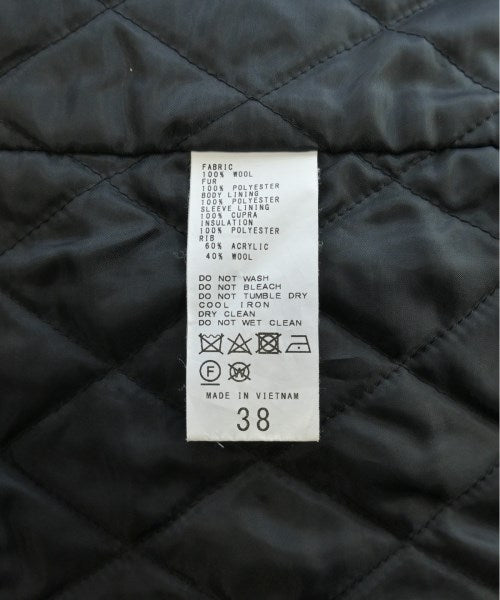 FABRIC
100% WOOL
FUR
100% POLYESTER
BODY LINING
100% POLYESTER
SLEEVE LINING
100% CUPRA
INSULATION
100% POLYESTER
RIB
60% ACRYLIC
40% WOOL
DO NOT WASH
DO NOT BLEACH
DO NOT TUMBLE DRY
COOL IRON
DRY CLEAN
DO NOT WET CLEAN
F W
MADE IN VIETNAM
38